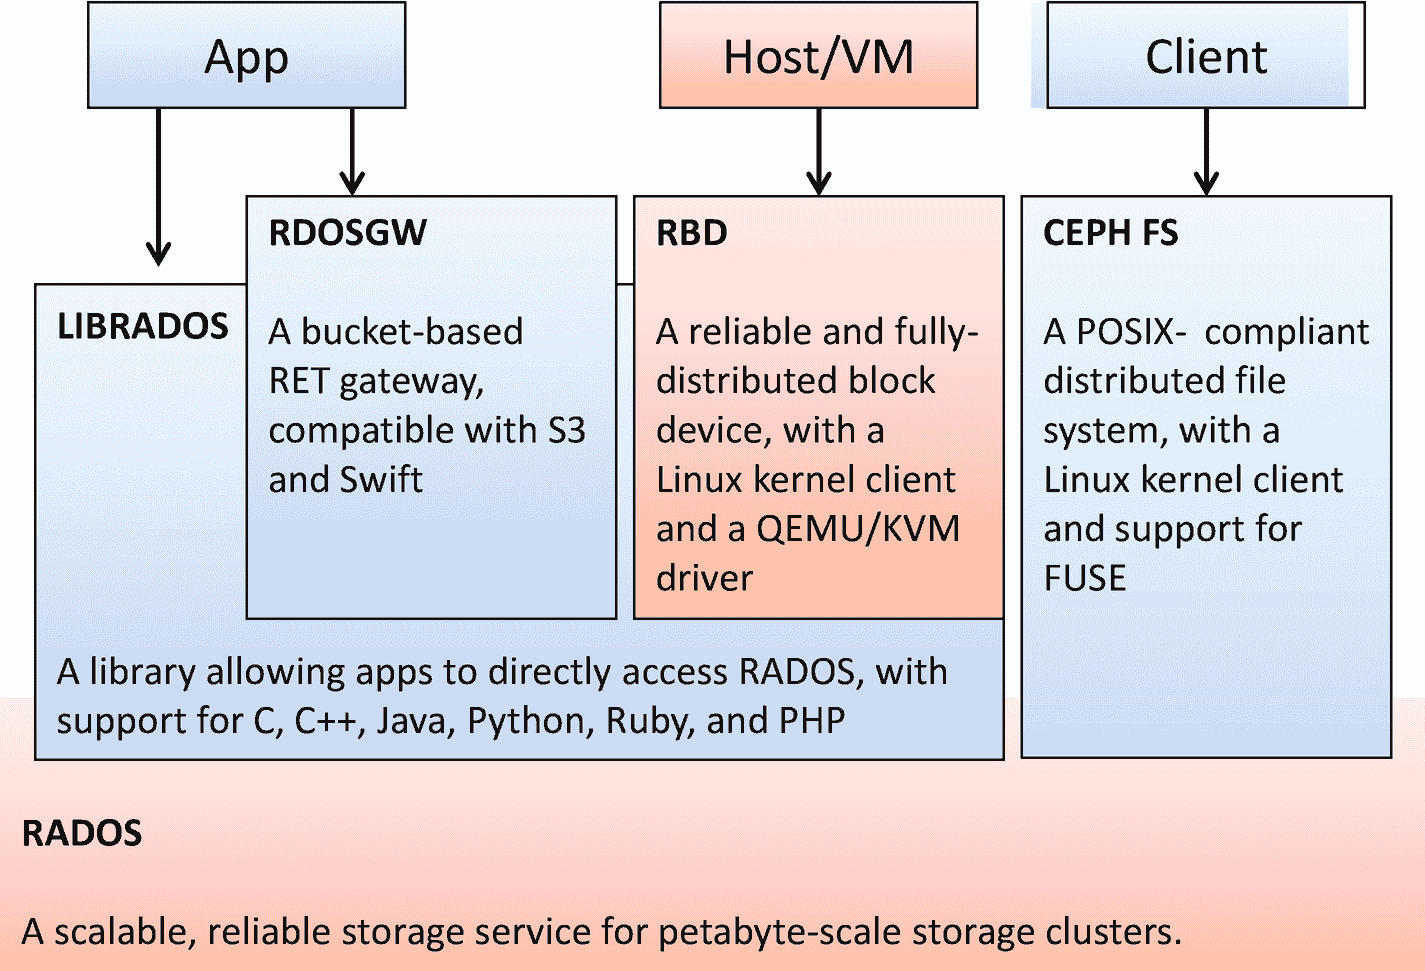 App
Host/VM
Client
RDOSGW
A bucket-based
RET gateway,
compatible with S3
and Swift
RBD
A reliable and fully-
distributed block
device, with a
Linux kernel client
and a QEMU/KVM
driver
CEPH FS
A POSIX-  compliant
distributed file
system, with a
Linux kernel client
and support for
FUSE
LIBRADOS
A library allowing apps to directly access RADOS, with
support for C, C++, Java, Python, Ruby, and PHP
RADOS
A scalable, reliable storage service for petabyte-scale storage clusters.